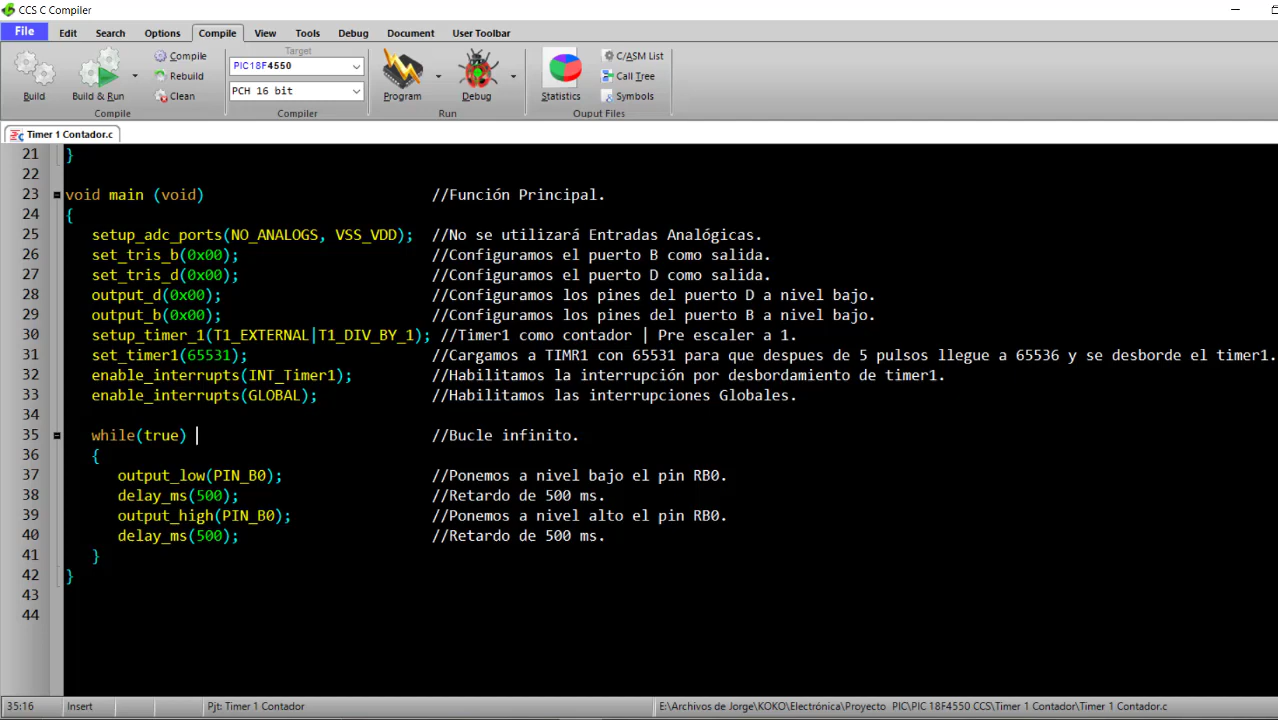 CCS C Compiler
File Edit Search Options Compile View Tools Debug Document User Toolbar
Build
Build & Run
Compile
Rebuild
Clean
Compile
Target
PIC18F4550
PCH 16 bit
Compiler
Program
Debug
Run
Statistics
C/ASM List
Call Tree
Symbols
Ouput Files
Timer 1 Contador.c
21 }
22
23 void main (void) //Función Principal.
24 {
25 setup_adc_ports(NO_ANALOGS, VSS_VDD); //No se utilizará Entradas Analógicas.
26 set_tris_b(0x00); //Configuramos el puerto B como salida.
27 set_tris_d(0x00); //Configuramos el puerto D como salida.
28 output_d(0x00); //Configuramos los pines del puerto D a nivel bajo.
29 output_b(0x00); //Configuramos los pines del puerto B a nivel bajo.
30 setup_timer_1(T1_EXTERNAL|T1_DIV_BY_1); //Timer1 como contador | Pre escaler a 1.
31 set_timer1(65531); //Cargamos a TIMR1 con 65531 para que despues de 5 pulsos llegue a 65536 y se desborde el timer1.
32 enable_interrupts(INT_Timer1); //Habilitamos la interrupción por desbordamiento de timer1.
33 enable_interrupts(GLOBAL); //Habilitamos las interrupciones Globales.
34
35 while(true) //Bucle infinito.
36 {
37 output_low(PIN_B0); //Ponemos a nivel bajo el pin RB0.
38 delay_ms(500); //Retardo de 500 ms.
39 output_high(PIN_B0); //Ponemos a nivel alto el pin RB0.
40 delay_ms(500); //Retardo de 500 ms.
41 }
42 }
43
44
35:16 Insert Pjt: Timer 1 Contador E:\Archivos de Jorge\KOKO\Electrónica\Proyecto PIC\PIC 18F4550 CCS\Timer 1 Contador\Timer 1 Contador.c